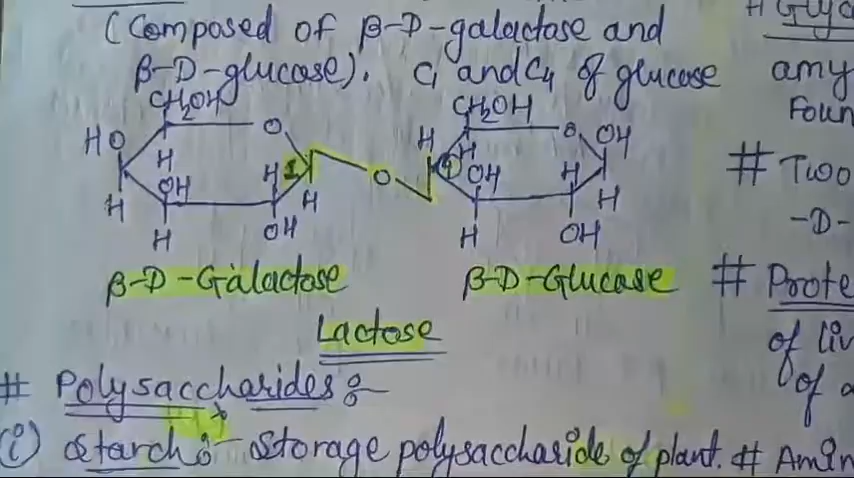 (Composed of β-D-galactose and
β-D-glucose). C₁ and C₄ of glucose
CH₂OH
HO
O
H
OH
H
H
H
1
H
OH
O
CH₂OH
H
O
OH
H
4
OH
H
H
H
OH
β-D-Galactose
β-D-Glucose
Lactose
# Polysaccharides :-
(i) Starch :- Storage polysaccharide of plant.
# Glyc
amy
Foun
# Two
-D-
# Prote
of liv
of a
# Amin